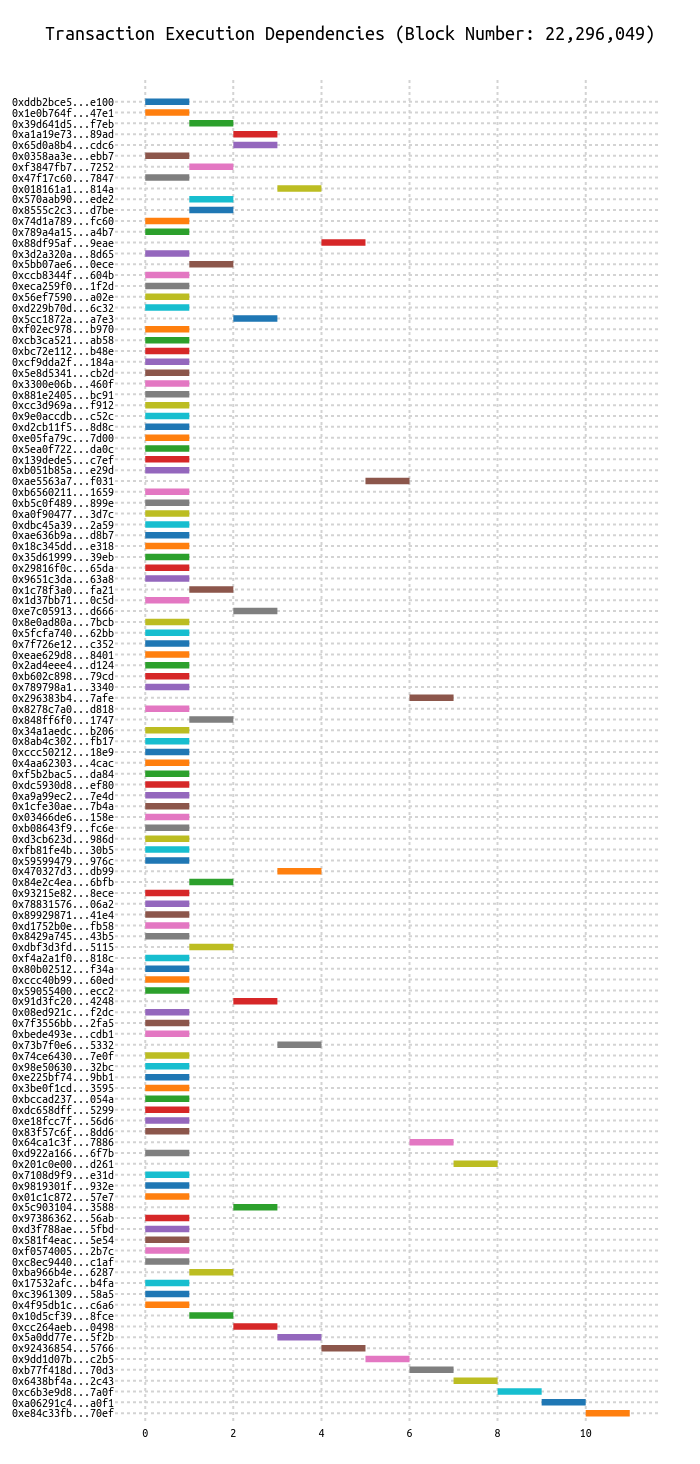 Transaction Execution Dependencies (Block Number: 22,296,049)
0xddb2bce5...e100
0x1e0b764f...47e1
0x39d641d5...f7eb
0xa1a19e73...89ad
0x65d0a8b4...cdc6
0x0358aa3e...ebb7
0xf3847fb7...7252
0x47f17c60...7847
0x018161a1...814a
0x570aab90...ede2
0x8555c2c3...d7be
0x74d1a789...fc60
0x789a4a15...a4b7
0x88df95af...9eae
0x3d2a320a...8d65
0x5bb07ae6...0ece
0xcccb8344f...604b
0xeca259f0...1f2d
0x56ef7590...a02e
0xd229b70d...6c32
0x5cc1872a...a7e3
0xf02ec978...b970
0xcb3ca521...ab58
0xbc72e112...b48e
0xcf9dda2f...184a
0x5e8d5341...cb2d
0x3300e06b...460f
0x881e2405...bc91
0xcc3d969a...f912
0x9e0accdb...c52c
0xd2cb11f5...8d8c
0xe05fa79c...7d00
0x5ea0f722...da0c
0x139dede5...c7ef
0xb051b85a...e29d
0xae5563a7...f031
0xb6560211...1659
0xb5c0f489...899e
0xa0f90477...3d7c
0xdbc45a39...2a59
0xae636b9a...d8b7
0x18c345dd...e318
0x35d61999...39eb
0x29816f0c...65da
0x9651c3da...63a8
0x1c78f3a0...fa21
0x1d37bb71...0c5d
0xe7c05913...d666
0x8e0ad80a...7bcb
0x5fcfa740...62bb
0x7f726e12...c352
0xeae629d8...8401
0x2ad4eee4...d124
0xb602c898...79cd
0x789798a1...3340
0x296383b4...7afe
0x8278c7a0...d818
0x848ff6f0...1747
0x34a1aedc...b206
0x8ab4c302...fb17
0xccc50212...18e9
0x4aa62303...4cac
0xf5b2bac5...da84
0xdc5930d8...ef80
0xa9a99ec2...7e4d
0x1cfe30ae...7b4a
0x03466de6...158e
0xb08643f9...fc6e
0xd3cb623d...986d
0xfb81fe4b...30b5
0x59599479...976c
0x470327d3...db99
0x84e2c4ea...6bfb
0x93215e82...8ece
0x78831576...06a2
0x89929871...41e4
0xd1752b0e...fb58
0x8429a745...43b5
0xdbf3d3fd...5115
0xf4a2a1f0...818c
0x80b02512...f34a
0xccc40b99...60ed
0x59055400...ecc2
0x91d3fc20...4248
0x08ed921c...f2dc
0x7f3556bb...2fa5
0xbede493e...cdb1
0x73b7f0e6...5332
0x74ce6430...7e0f
0x98e50630...32bc
0xe225bf74...9bb1
0x3be0f1cd...3595
0xbccad237...054a
0xdc658dff...5299
0xe18fcc7f...56d6
0x83f57c6f...8dd6
0x64ca1c3f...7886
0xd922a166...6f7b
0x201c0e00...d261
0x7108d9f9...e31d
0x9819301f...932e
0x01c1c872...57e7
0x5c903104...3588
0x97386362...56ab
0xd3f788ae...5fbd
0x581f4eac...5e54
0xf0574005...2b7c
0xc8ec9440...c1af
0xba966b4e...6287
0x17532afc...b4fa
0xc3961309...58a5
0x4f95db1c...c6a6
0x10d5cf39...8fce
0xcc264aeb...0498
0x5a0dd77e...5f2b
0x92436854...5766
0x9dd1d07b...c2b5
0xb77f418d...70d3
0x6438bf4a...2c43
0xc6b3e9d8...7a0f
0xa06291c4...a0f1
0xe84c33fb...70ef
0 2 4 6 8 10